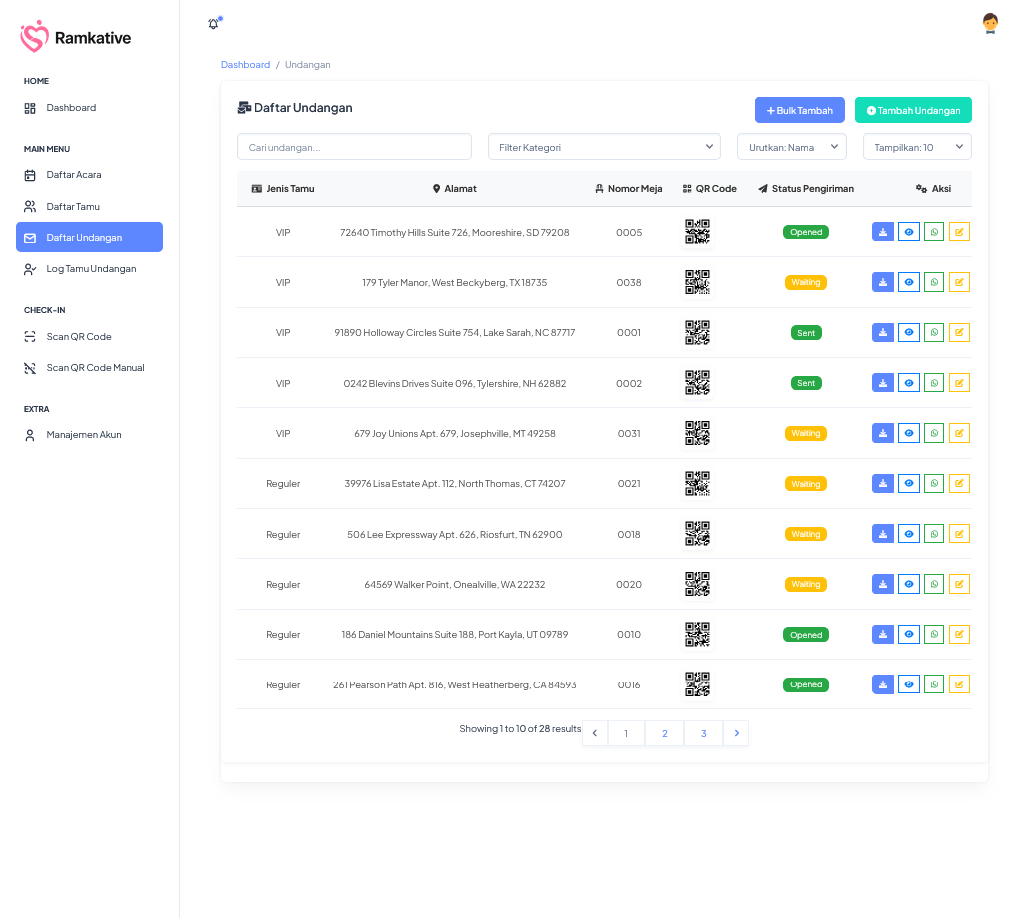 Ramkative
HOME
Dashboard
MAIN MENU
Daftar Acara
Daftar Tamu
Daftar Undangan
Log Tamu Undangan
CHECK-IN
Scan QR Code
Scan QR Code Manual
EXTRA
Manajemen Akun
Dashboard / Undangan
Daftar Undangan
+ Bulk Tambah
Tambah Undangan
Cari undangan...
Filter Kategori
Urutkan: Nama
Tampilkan: 10
Jenis Tamu Alamat Nomor Meja QR Code Status Pengiriman Aksi
VIP 72640 Timothy Hills Suite 726, Mooreshire, SD 79208 0005 Opened
VIP 179 Tyler Manor, West Beckyberg, TX 18735 0038 Waiting
VIP 91890 Holloway Circles Suite 754, Lake Sarah, NC 87717 0001 Sent
VIP 0242 Blevins Drives Suite 096, Tylershire, NH 62882 0002 Sent
VIP 679 Joy Unions Apt. 679, Josephville, MT 49258 0031 Waiting
Reguler 39976 Lisa Estate Apt. 112, North Thomas, CT 74207 0021 Waiting
Reguler 506 Lee Expressway Apt. 626, Riosfurt, TN 62900 0018 Waiting
Reguler 64569 Walker Point, Onealville, WA 22232 0020 Waiting
Reguler 186 Daniel Mountains Suite 188, Port Kayla, UT 09789 0010 Opened
Reguler 261 Pearson Path Apt. 816, West Heatherberg, CA 84593 0016 Opened
Showing 1 to 10 of 28 results ‹ 1 2 3 ›